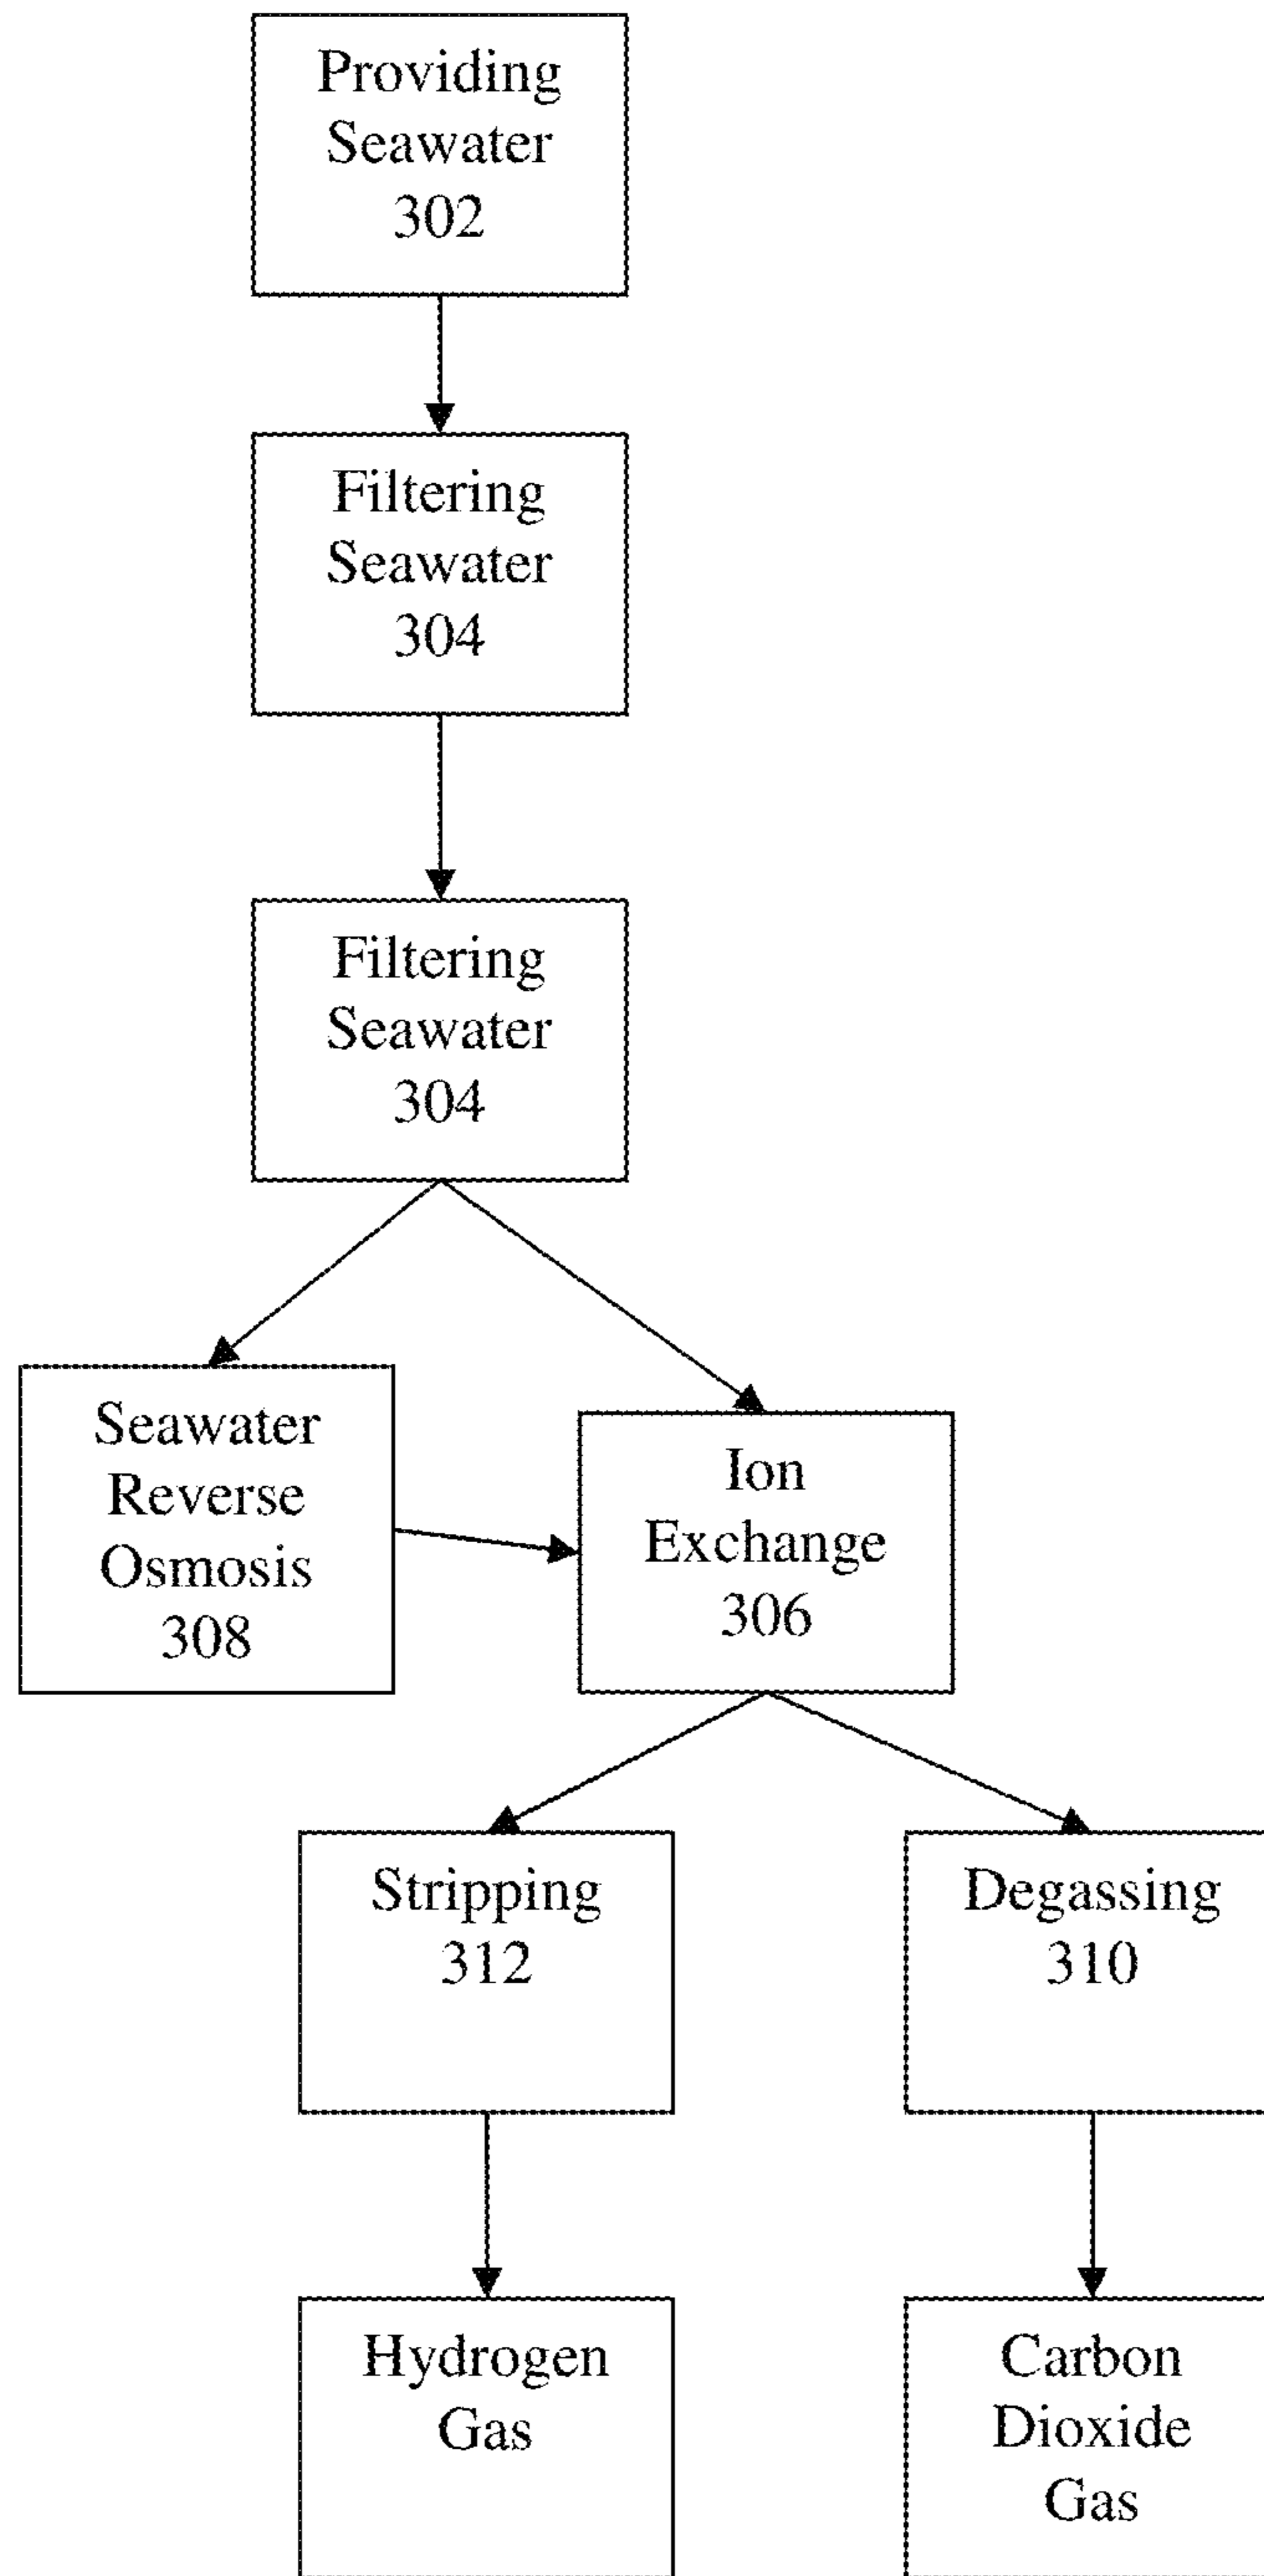 Providing
Seawater
302
Filtering
Seawater
304
Filtering
Seawater
304
Seawater
Reverse
Osmosis
308
Ion
Exchange
306
Stripping
312
Degassing
310
Hydrogen
Gas
Carbon
Dioxide
Gas